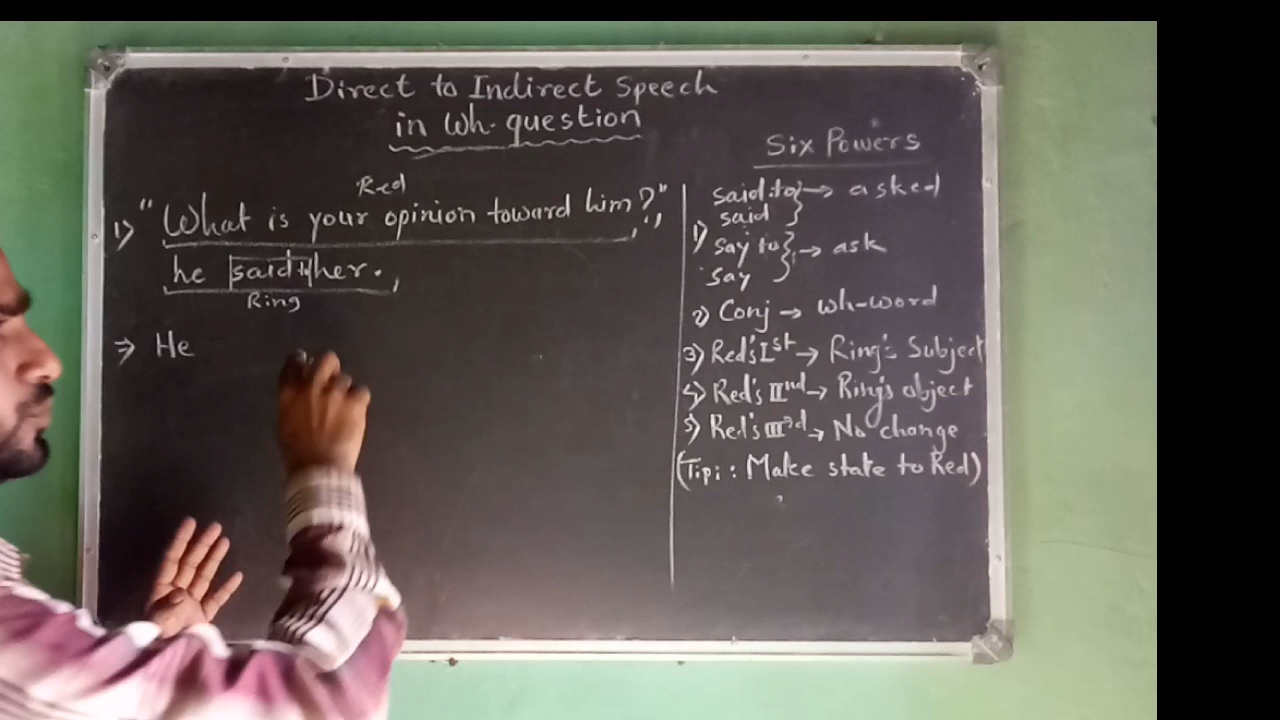 Direct to Indirect Speech
in Wh-question
Red
1) "What is your opinion toward him?",
he said to her.
Ring
⇒ He
Six Powers
1) said to } → asked
said
say to } → ask
say
2) Conj → wh-word
3) Red's Ist → Ring's Subject
4) Red's IInd → Ring's object
5) Red's IIIrd → No change
(Tip: : Make state to Red)